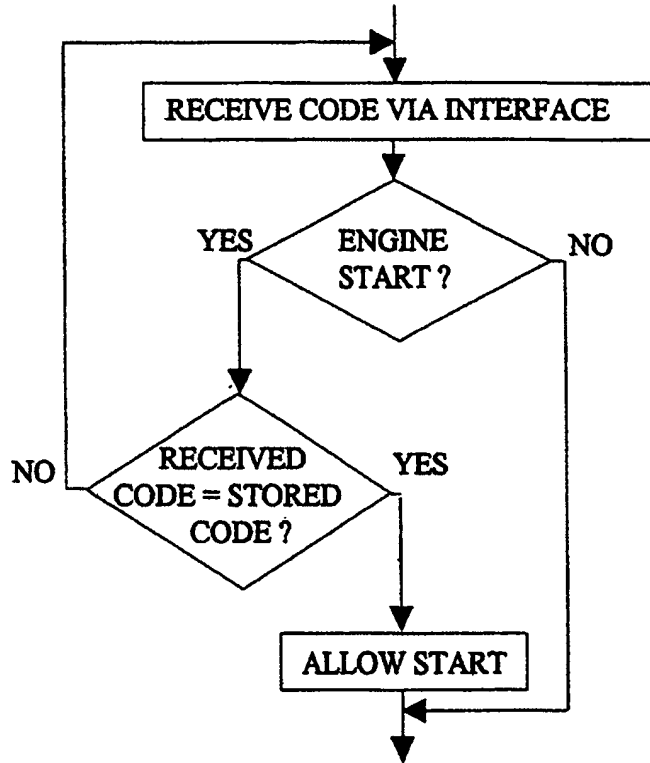 RECEIVE CODE VIA INTERFACE
YES
ENGINE
START ?
NO
NO
RECEIVED
CODE = STORED
CODE ?
YES
ALLOW START